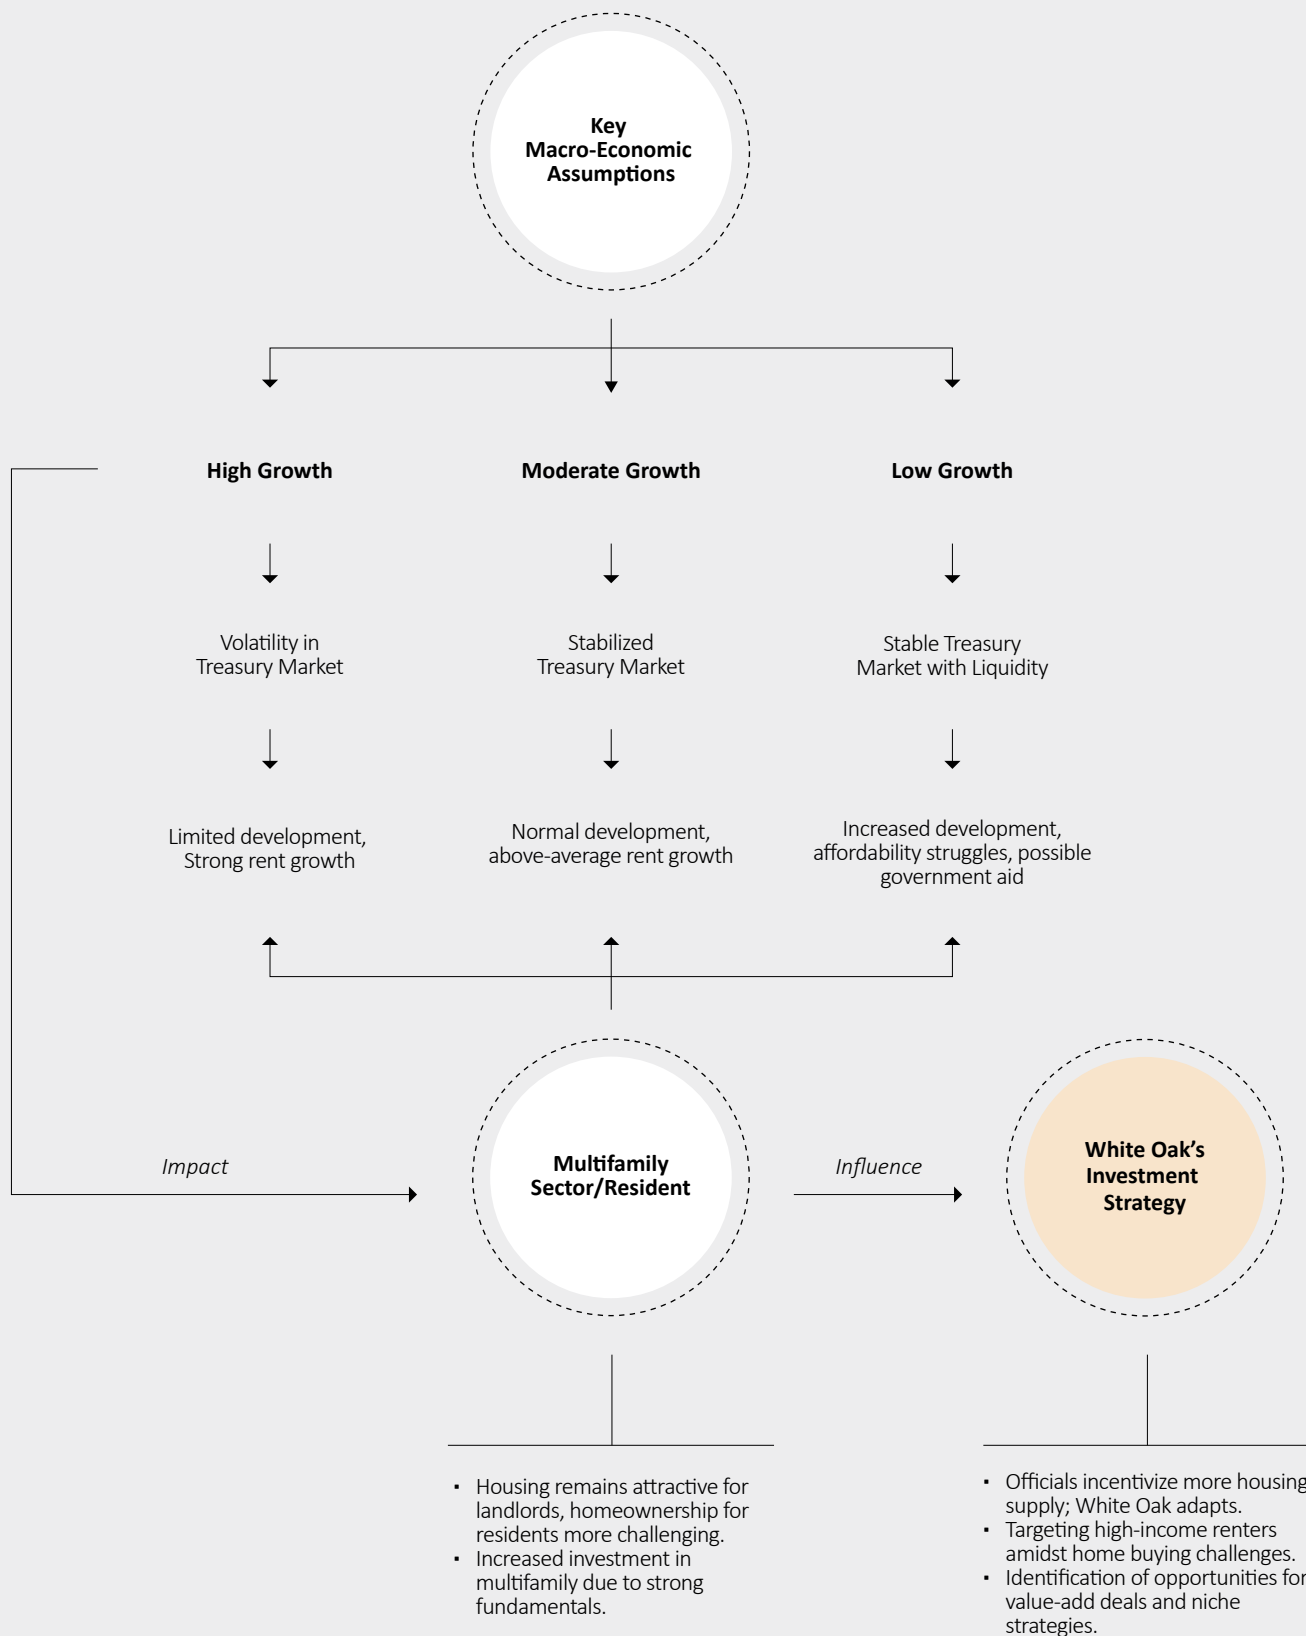 Key
Macro-Economic
Assumptions
High Growth
Moderate Growth
Low Growth
Volatility in
Treasury Market
Stabilized
Treasury Market
Stable Treasury
Market with Liquidity
Limited development,
Strong rent growth
Normal development,
above-average rent growth
Increased development,
affordability struggles, possible
government aid
Impact
Multifamily
Sector/Resident
Influence
White Oak’s
Investment
Strategy
▪ Housing remains attractive for
landlords, homeownership for
residents more challenging.
▪ Increased investment in
multifamily due to strong
fundamentals.
▪ Officials incentivize more housing
supply; White Oak adapts.
▪ Targeting high-income renters
amidst home buying challenges.
▪ Identification of opportunities for
value-add deals and niche
strategies.